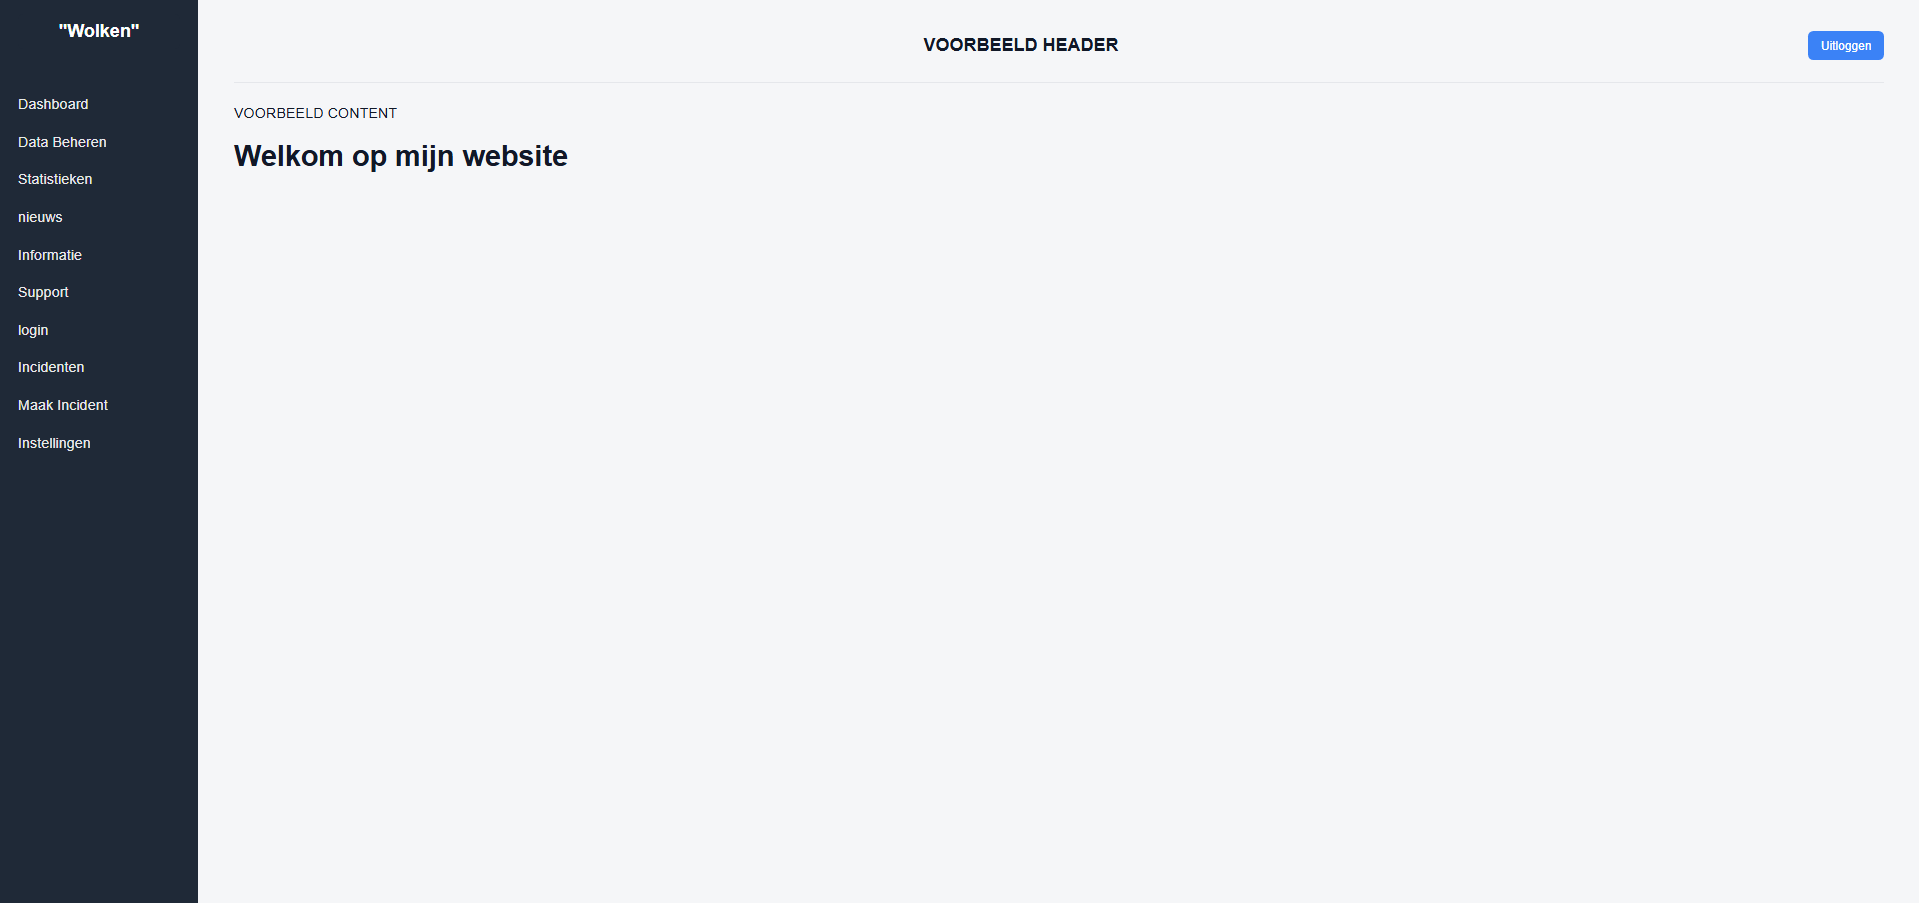 "Wolken"
Dashboard
Data Beheren
Statistieken
nieuws
Informatie
Support
login
Incidenten
Maak Incident
Instellingen
VOORBEELD HEADER
Uitloggen
VOORBEELD CONTENT
Welkom op mijn website